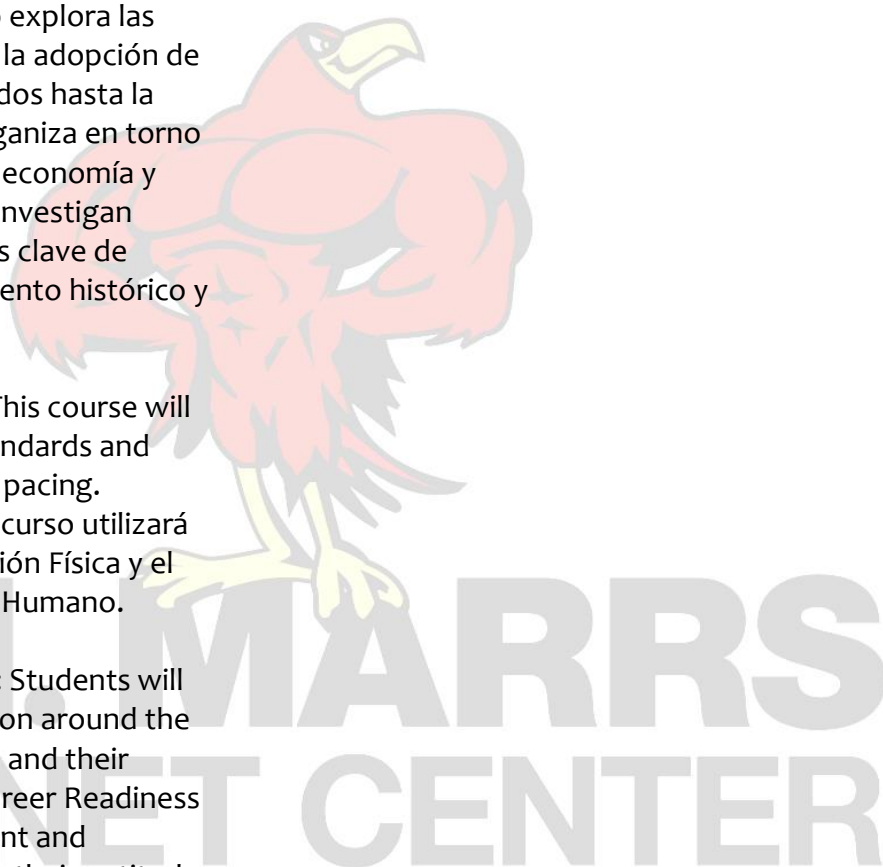 explora las
la adopción de
dos hasta la
ganiza en torno
economía y
nvestigan
s clave de
ento histórico y
This course will
ndards and
pacing.
curso utilizará
ión Física y el
Humano.
: Students will
on around the
and their
reer Readiness
nt and
MARRS
NET CENTER